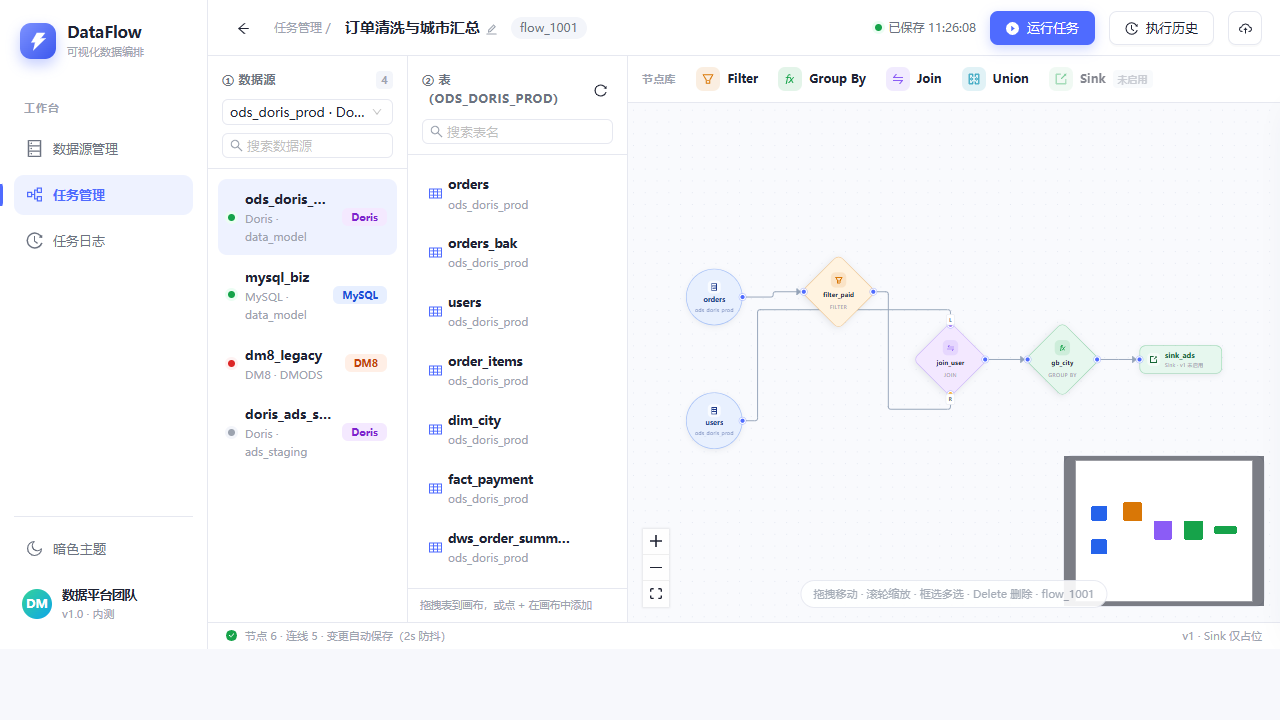 DataFlow
可视化数据编排
工作台
数据源管理
任务管理
任务日志
暗色主题
DM
数据平台团队
v1.0 · 内测
任务管理 /
订单清洗与城市汇总
flow_1001
已保存 11:26:08
运行任务
执行历史
① 数据源
4
ods_doris_prod · Do...
搜索数据源
ods_doris_...
Doris ·
data_model
Doris
mysql_biz
MySQL ·
data_model
MySQL
dm8_legacy
DM8 · DMODS
DM8
doris_ads_s...
Doris ·
ads_staging
Doris
② 表
(ODS_DORIS_PROD)
搜索表名
orders
ods_doris_prod
orders_bak
ods_doris_prod
users
ods_doris_prod
order_items
ods_doris_prod
dim_city
ods_doris_prod
fact_payment
ods_doris_prod
dws_order_summ...
ods_doris_prod
拖拽表到画布，或点 + 在画布中添加
节点库
Filter
fx
Group By
Join
Union
Sink
未启用
orders
ods_doris_prod
filter_paid
FILTER
users
ods_doris_prod
L
join_user
JOIN
R
fx
gb_city
GROUP BY
sink_ads
Sink · v1 未启用
拖拽移动 · 滚轮缩放 · 框选多选 · Delete 删除 · flow_1001
节点 6 · 连线 5 · 变更自动保存（2s 防抖）
v1 · Sink 仅占位